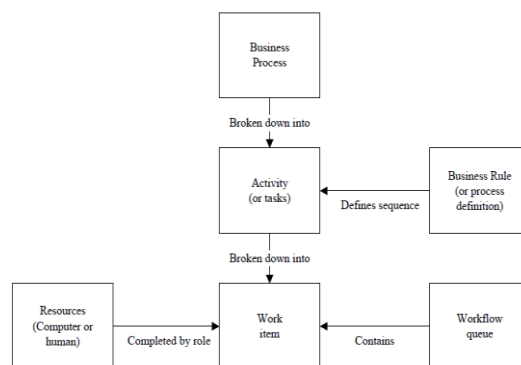 Business
Process
Broken down into
Activity
(or tasks)
Defines sequence
Business Rule
(or process
definition)
Broken down into
Resources
(Computer or
human)
Completed by role
Work
item
Contains
Workflow
queue